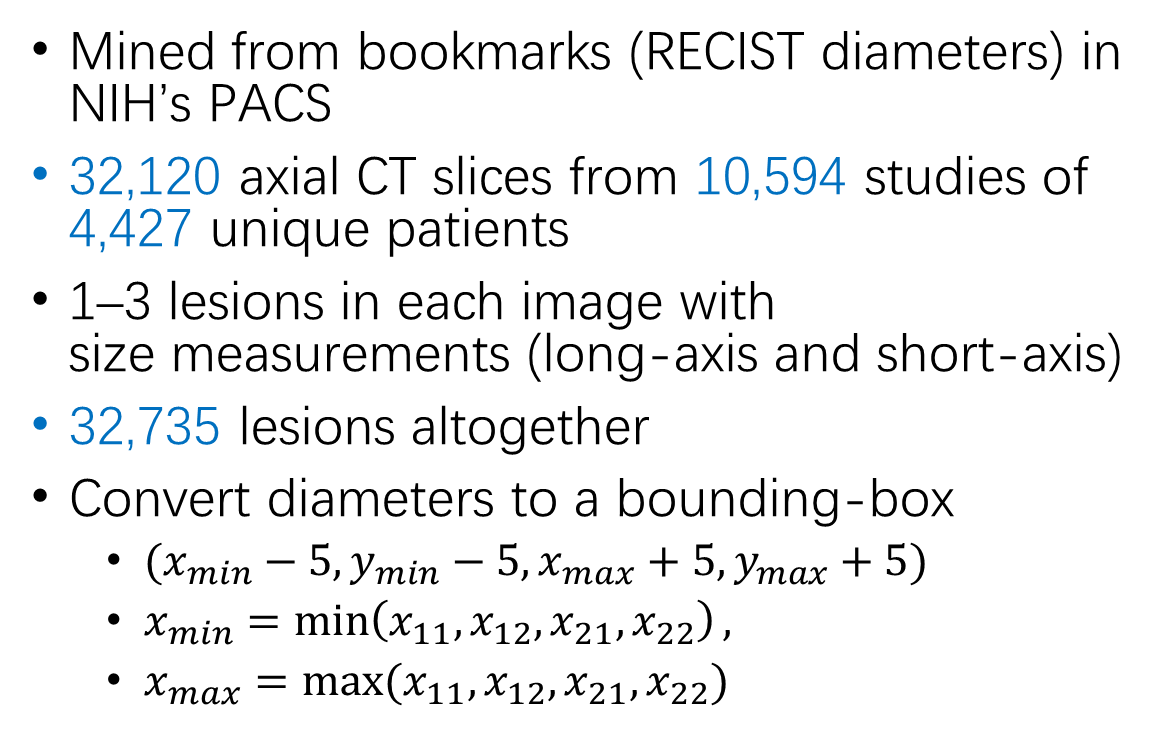 • Mined from bookmarks (RECIST diameters) in
NIH's PACS
• 32,120 axial CT slices from 10,594 studies of
4,427 unique patients
• 1–3 lesions in each image with
size measurements (long-axis and short-axis)
• 32,735 lesions altogether
• Convert diameters to a bounding-box
• (x_min − 5, y_min − 5, x_max + 5, y_max + 5)
• x_min = min(x_11, x_12, x_21, x_22),
• x_max = max(x_11, x_12, x_21, x_22)